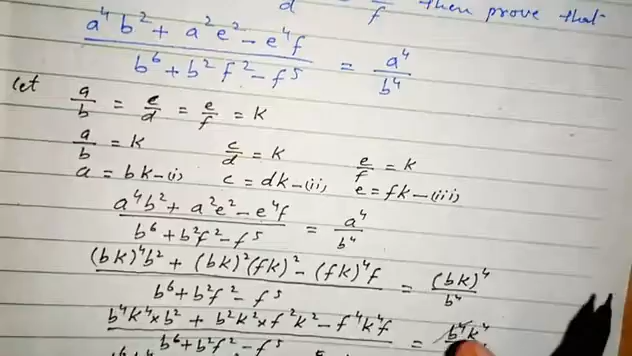 d f then prove that
a⁴b² + a²e² - e⁴f / b⁶ + b²f² - f⁵ = a⁴ / b⁴
let a/b = c/d = e/f = k
a/b = k c/d = k e/f = k
a = bk-(i) c = dk-(ii) e = fk-(iii)
a⁴b² + a²e² - e⁴f / b⁶ + b²f² - f⁵ = a⁴ / b⁴
(bk)⁴b² + (bk)²(fk)² - (fk)⁴f / b⁶ + b²f² - f⁵ = (bk)⁴ / b⁴
b⁴k⁴×b² + b²k²×f²k² - f⁴k⁴f / b⁶ + b²f² - f⁵ = b⁴k⁴